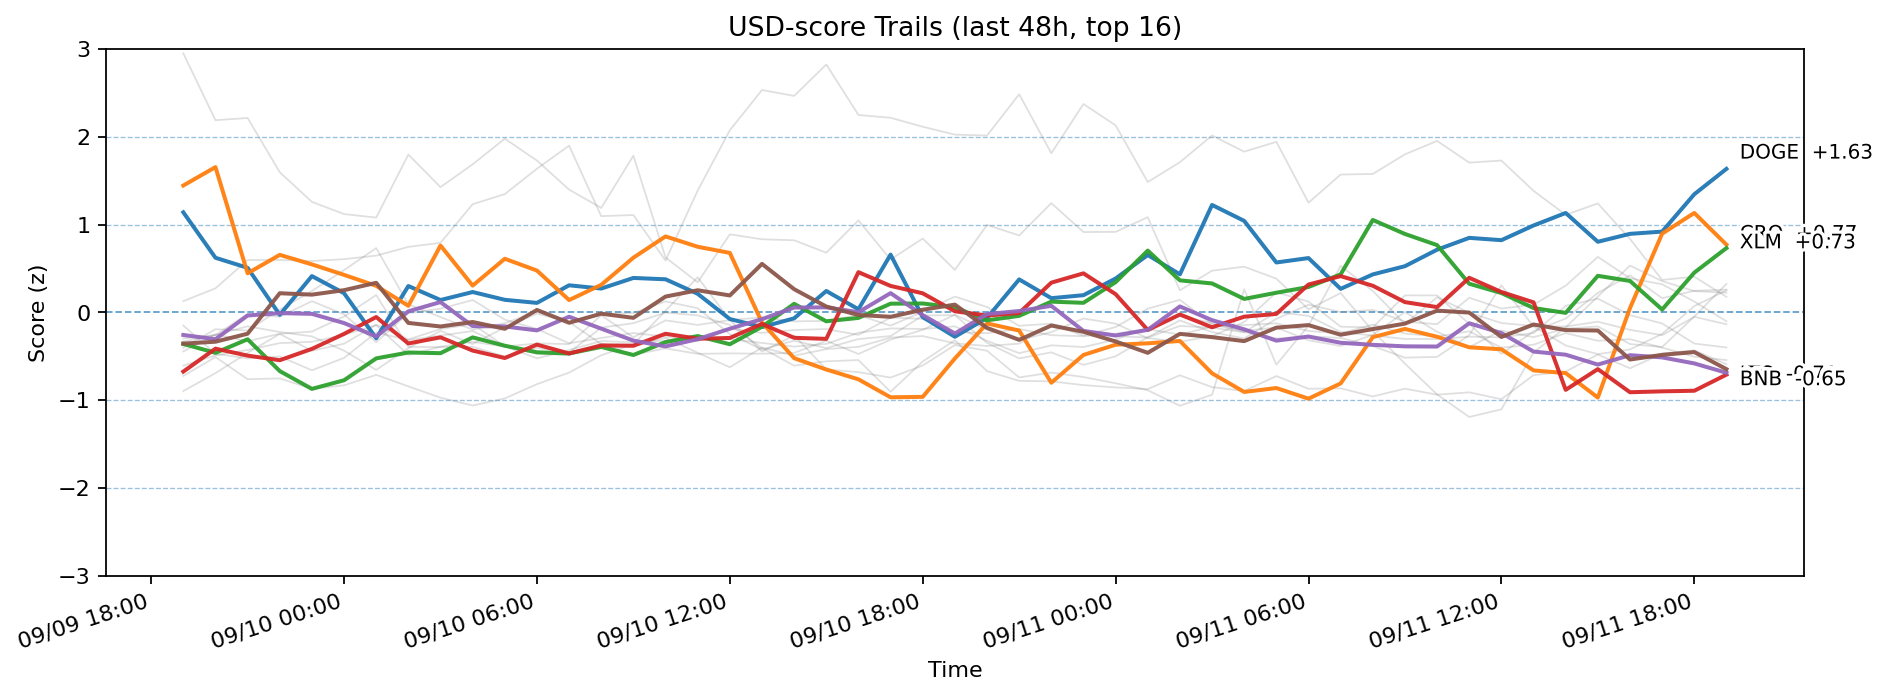 USD-score Trails (last 48h, top 16)
Score (z)
3
2
1
0
−1
−2
−3
DOGE +1.63
CRO +0.77
XLM +0.73
BNB -0.65
09/09 18:00
09/10 00:00
09/10 06:00
09/10 12:00
09/10 18:00
09/11 00:00
09/11 06:00
09/11 12:00
09/11 18:00
Time